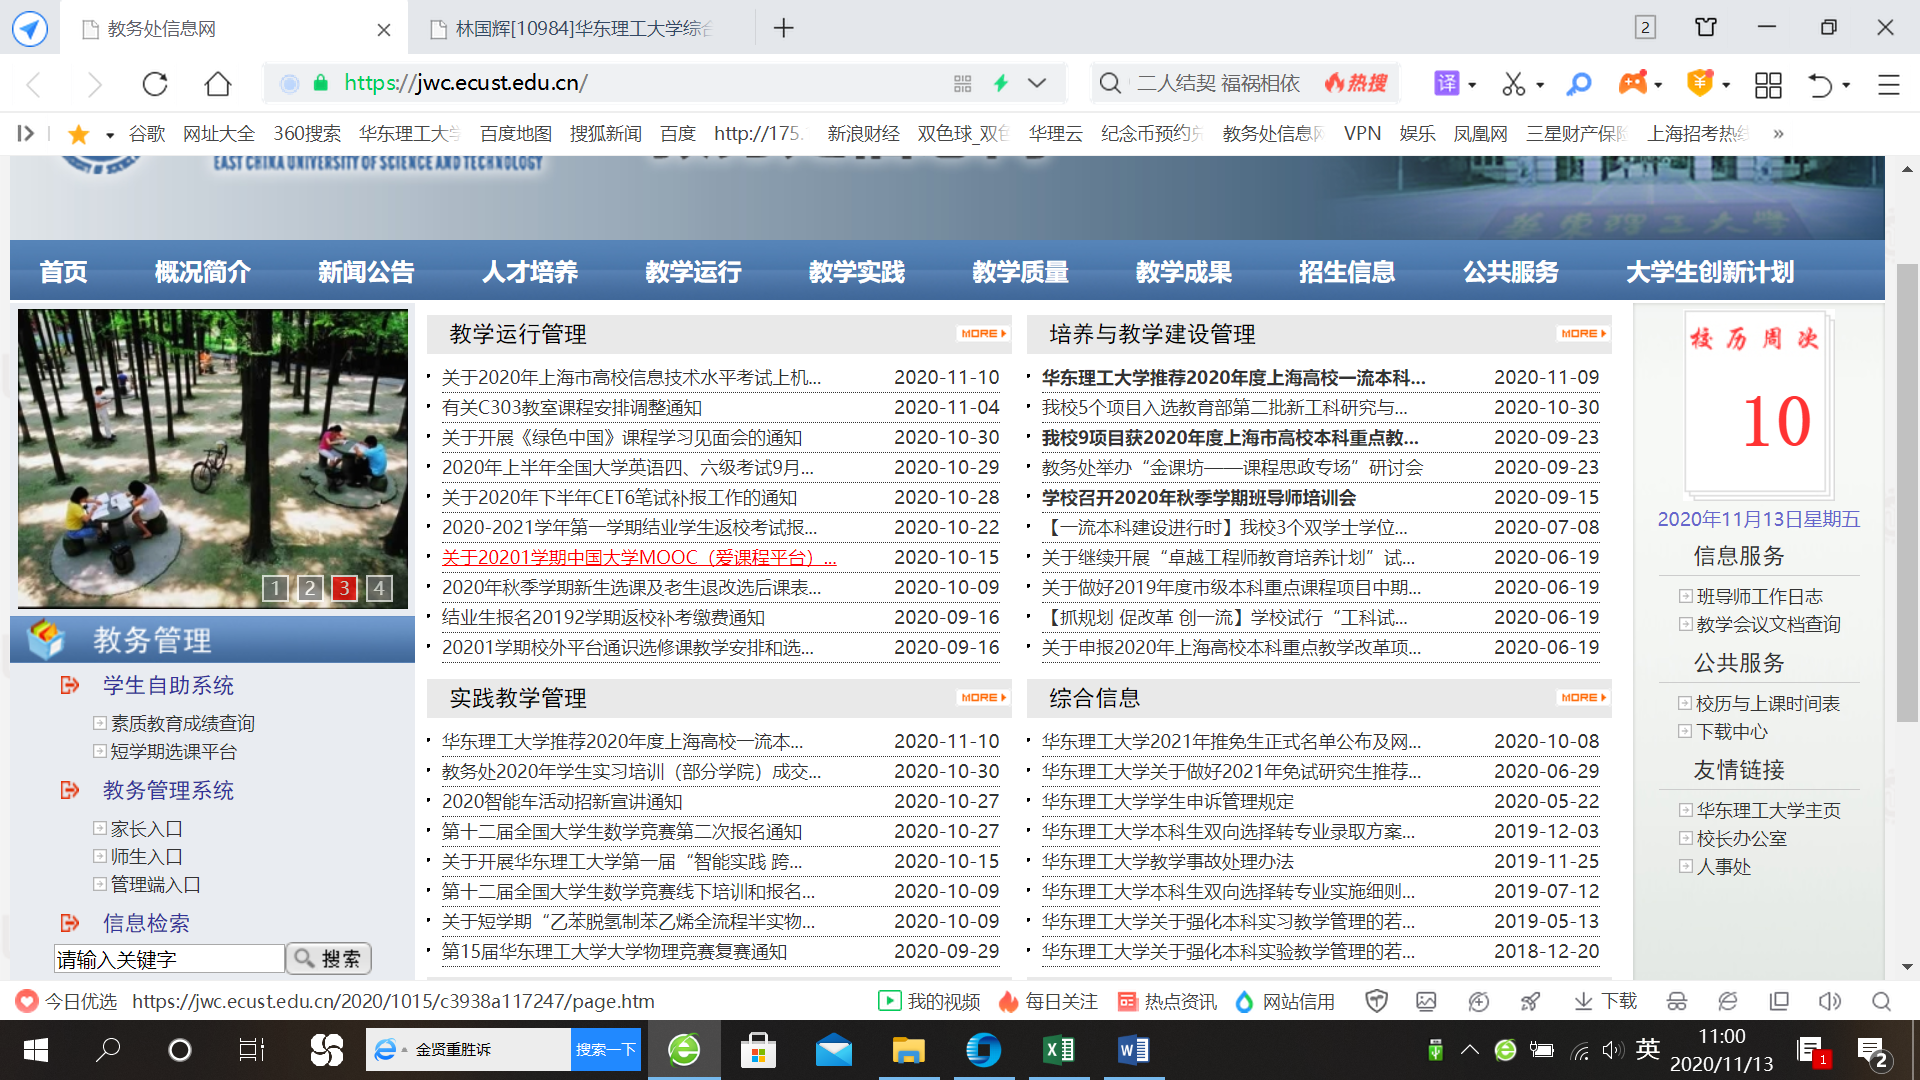 教务处信息网
林国辉[10984]华东理工大学综合
2
https://jwc.ecust.edu.cn/
二人结契 福祸相依
热搜
译
谷歌 网址大全 360搜索 华东理工大学 百度地图 搜狐新闻 百度 http://175. 新浪财经 双色球_双色 华理云 纪念币预约兑 教务处信息网 VPN 娱乐 凤凰网 三星财产保险 上海招考热线 »
EAST CHINA UNIVERSITY OF SCIENCE AND TECHNOLOGY
华东理工大学
首页 概况简介 新闻公告 人才培养 教学运行 教学实践 教学质量 教学成果 招生信息 公共服务 大学生创新计划
1 2 3 4
教务管理
学生自助系统
素质教育成绩查询
短学期选课平台
教务管理系统
家长入口
师生入口
管理端入口
信息检索
请输入关键字 搜索
教学运行管理 MORE
关于2020年上海市高校信息技术水平考试上机... 2020-11-10
有关C303教室课程安排调整通知 2020-11-04
关于开展《绿色中国》课程学习见面会的通知 2020-10-30
2020年上半年全国大学英语四、六级考试9月... 2020-10-29
关于2020年下半年CET6笔试补报工作的通知 2020-10-28
2020-2021学年第一学期结业学生返校考试报... 2020-10-22
关于20201学期中国大学MOOC（爱课程平台）... 2020-10-15
2020年秋季学期新生选课及老生退改选后课表... 2020-10-09
结业生报名20192学期返校补考缴费通知 2020-09-16
20201学期校外平台通识选修课教学安排和选... 2020-09-16
培养与教学建设管理 MORE
华东理工大学推荐2020年度上海高校一流本科... 2020-11-09
我校5个项目入选教育部第二批新工科研究与... 2020-10-30
我校9项目获2020年度上海市高校本科重点教... 2020-09-23
教务处举办“金课坊——课程思政专场”研讨会 2020-09-23
学校召开2020年秋季学期班导师培训会 2020-09-15
【一流本科建设进行时】我校3个双学士学位... 2020-07-08
关于继续开展“卓越工程师教育培养计划”试... 2020-06-19
关于做好2019年度市级本科重点课程项目中期... 2020-06-19
【抓规划 促改革 创一流】学校试行“工科试... 2020-06-19
关于申报2020年上海高校本科重点教学改革项... 2020-06-19
实践教学管理 MORE
华东理工大学推荐2020年度上海高校一流本... 2020-11-10
教务处2020年学生实习培训（部分学院）成交... 2020-10-30
2020智能车活动招新宣讲通知 2020-10-27
第十二届全国大学生数学竞赛第二次报名通知 2020-10-27
关于开展华东理工大学第一届“智能实践 跨... 2020-10-15
第十二届全国大学生数学竞赛线下培训和报名... 2020-10-09
关于短学期“乙苯脱氢制苯乙烯全流程半实物... 2020-10-09
第15届华东理工大学大学物理竞赛复赛通知 2020-09-29
综合信息 MORE
华东理工大学2021年推免生正式名单公布及网... 2020-10-08
华东理工大学关于做好2021年免试研究生推荐... 2020-06-29
华东理工大学学生申诉管理规定 2020-05-22
华东理工大学本科生双向选择转专业录取方案... 2019-12-03
华东理工大学教学事故处理办法 2019-11-25
华东理工大学本科生双向选择转专业实施细则... 2019-07-12
华东理工大学关于强化本科实习教学管理的若... 2019-05-13
华东理工大学关于强化本科实验教学管理的若... 2018-12-20
校历周次
10
2020年11月13日星期五
信息服务
班导师工作日志
教学会议文档查询
公共服务
校历与上课时间表
下载中心
友情链接
华东理工大学主页
校长办公室
人事处
今日优选 https://jwc.ecust.edu.cn/2020/1015/c3938a117247/page.htm 我的视频 每日关注 热点资讯 网站信用 下载
金贤重胜诉 搜索一下
英
11:00
2020/11/13
1
2